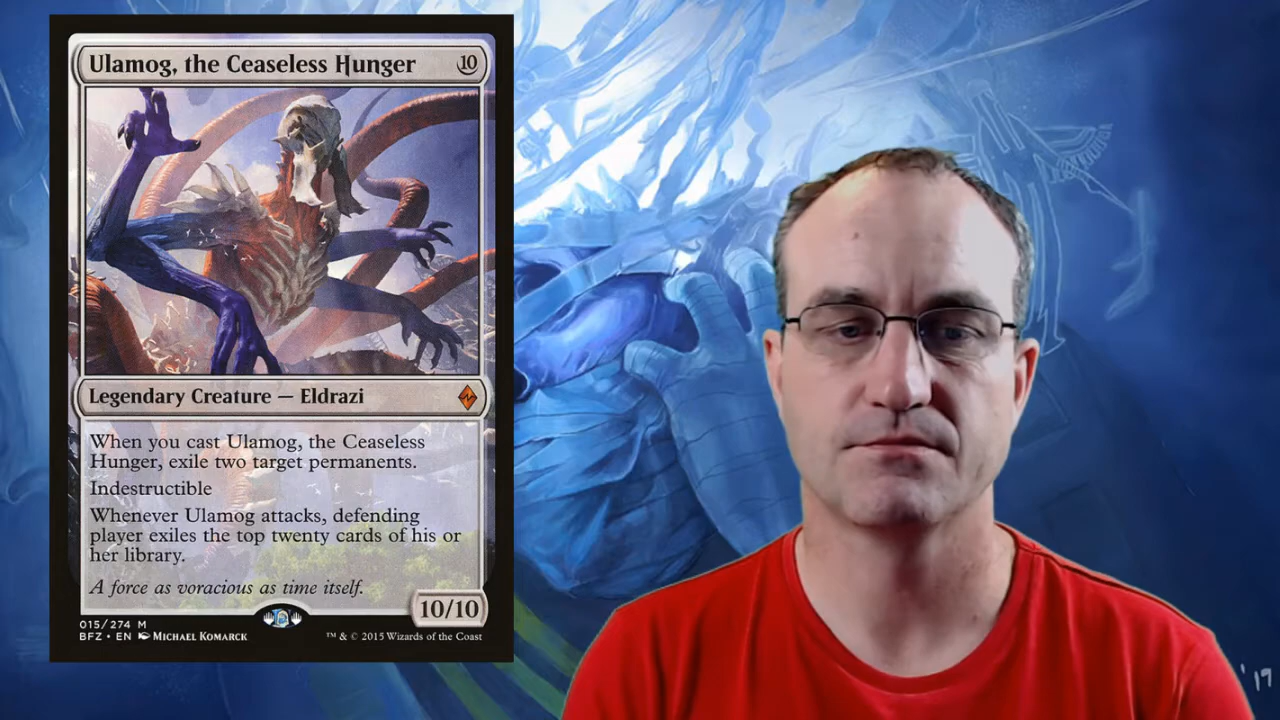 Ulamog, the Ceaseless Hunger 10
Legendary Creature — Eldrazi
When you cast Ulamog, the Ceaseless
Hunger, exile two target permanents.
Indestructible
Whenever Ulamog attacks, defending
player exiles the top twenty cards of his or
her library.
A force as voracious as time itself.
10/10
015/274 M
BFZ • EN Michael Komarck
™ & © 2015 Wizards of the Coast
'19